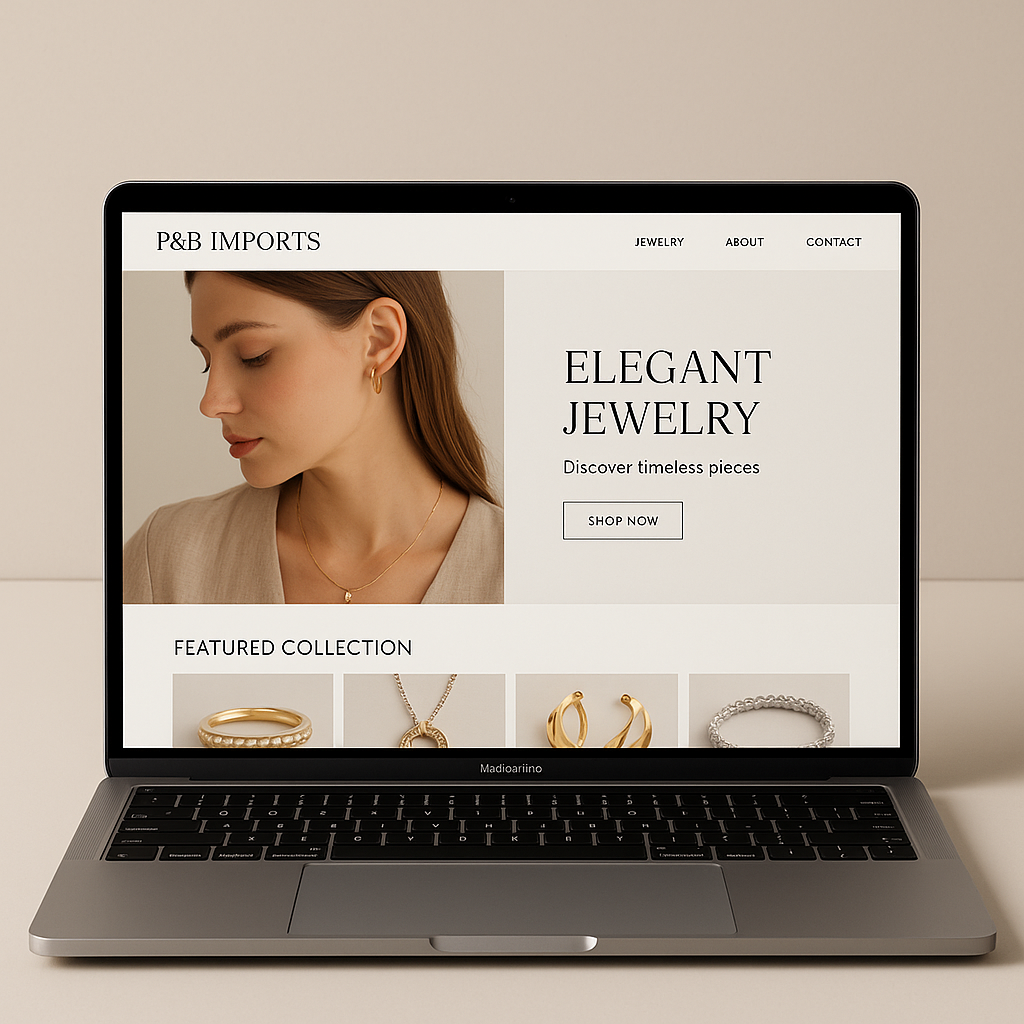 P&B IMPORTS
JEWELRY ABOUT CONTACT
ELEGANT
JEWELRY
Discover timeless pieces
SHOP NOW
FEATURED COLLECTION
Madioariino